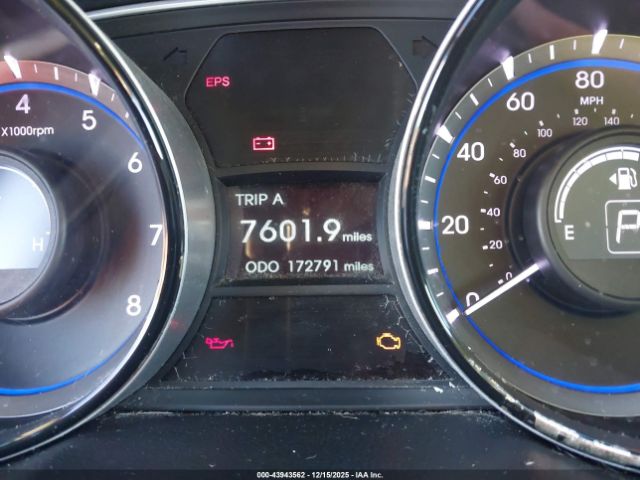 EPS
4
5
6
7
8
X1000rpm
H
TRIP A
7601.9 miles
ODO 172791 miles
0
20
40
60
80
MPH
0
20
40
60
80
100
120
140
E
P
000-43943562 - 12/15/2025 - IAA Inc.